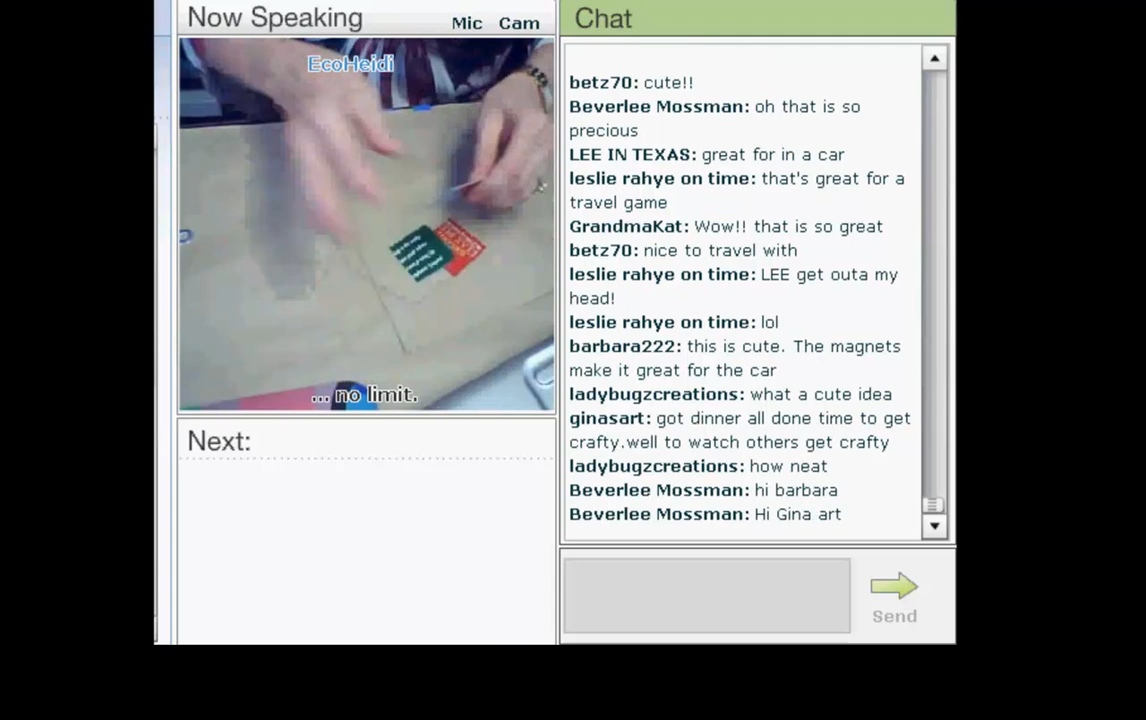 Now Speaking
Mic Cam
EcoHeidi
... no limit.
Next:
Chat
betz70: cute!!
Beverlee Mossman: oh that is so
precious
LEE IN TEXAS: great for in a car
leslie rahye on time: that's great for a
travel game
GrandmaKat: Wow!! that is so great
betz70: nice to travel with
leslie rahye on time: LEE get outa my
head!
leslie rahye on time: lol
barbara222: this is cute. The magnets
make it great for the car
ladybugzcreations: what a cute idea
ginasart: got dinner all done time to get
crafty.well to watch others get crafty
ladybugzcreations: how neat
Beverlee Mossman: hi barbara
Beverlee Mossman: Hi Gina art
Send